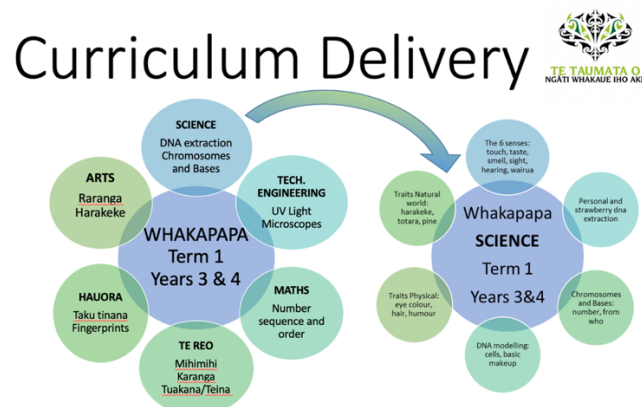 Curriculum Delivery
TE TAUMATA O
NGĀTI WHAKAUE IHO AKE
SCIENCE
DNA extraction
Chromosomes
and Bases
TECH.
ENGINEERING
UV Light
Microscopes
MATHS
Number
sequence and
order
TE REO
Mihimihi
Karanga
Tuakana/Teina
HAUORA
Taku tinana
Fingerprints
ARTS
Raranga
Harakeke
WHAKAPAPA
Term 1
Years 3 & 4
The 6 senses:
touch, taste,
smell, sight,
hearing, wairua
Personal and
strawberry dna
extraction
Chromosomes
and Bases:
number, from
who
DNA modelling:
cells, basic
makeup
Traits Physical:
eye colour,
hair, humour
Traits Natural
world:
harakeke,
totara, pine
Whakapapa
SCIENCE
Term 1
Years 3&4